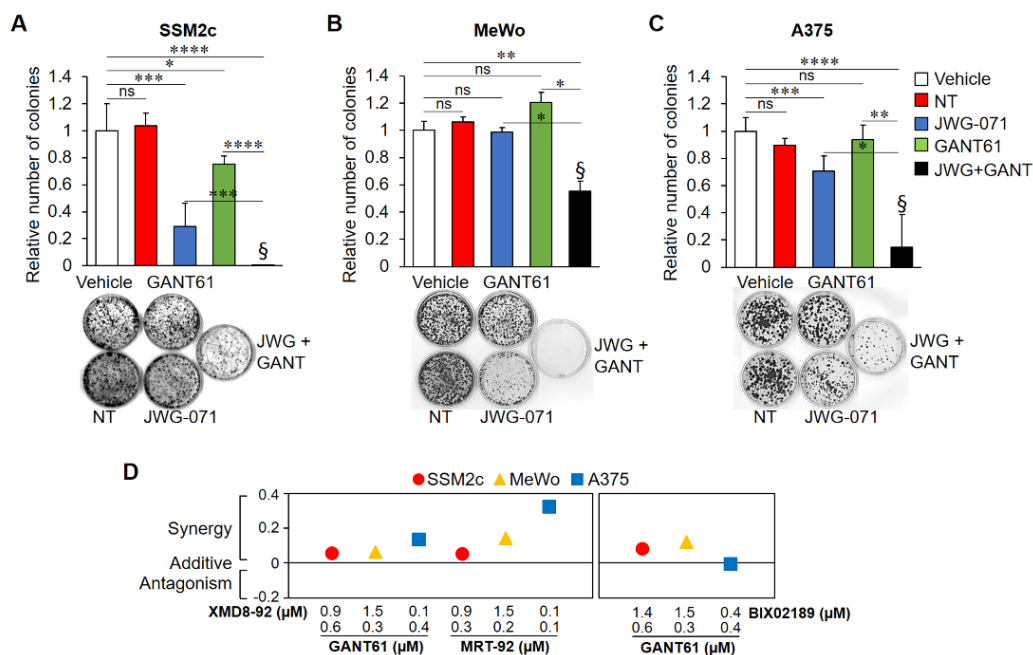 A
SSM2c
****
*
***
ns
****
***
§
Relative number of colonies
1.4
1.2
1
0.8
0.6
0.4
0.2
0
Vehicle GANT61
JWG + GANT
NT JWG-071
B
MeWo
**
ns
*
ns
ns
*
§
Relative number of colonies
1.4
1.2
1
0.8
0.6
0.4
0.2
0
Vehicle GANT61
JWG + GANT
NT JWG-071
C
A375
****
ns
***
**
ns
*
§
Relative number of colonies
1.4
1.2
1
0.8
0.6
0.4
0.2
0
Vehicle GANT61
JWG + GANT
NT JWG-071
Vehicle
NT
JWG-071
GANT61
JWG+GANT
D
SSM2c MeWo A375
Synergy
Additive
Antagonism
0.4
0.2
0
-0.2
XMD8-92 (µM) 0.9 1.5 0.1 0.9 1.5 0.1 1.4 1.5 0.4 BIX02189 (µM)
0.6 0.3 0.4 0.3 0.2 0.1 0.6 0.3 0.4
GANT61 (µM) MRT-92 (µM) GANT61 (µM)